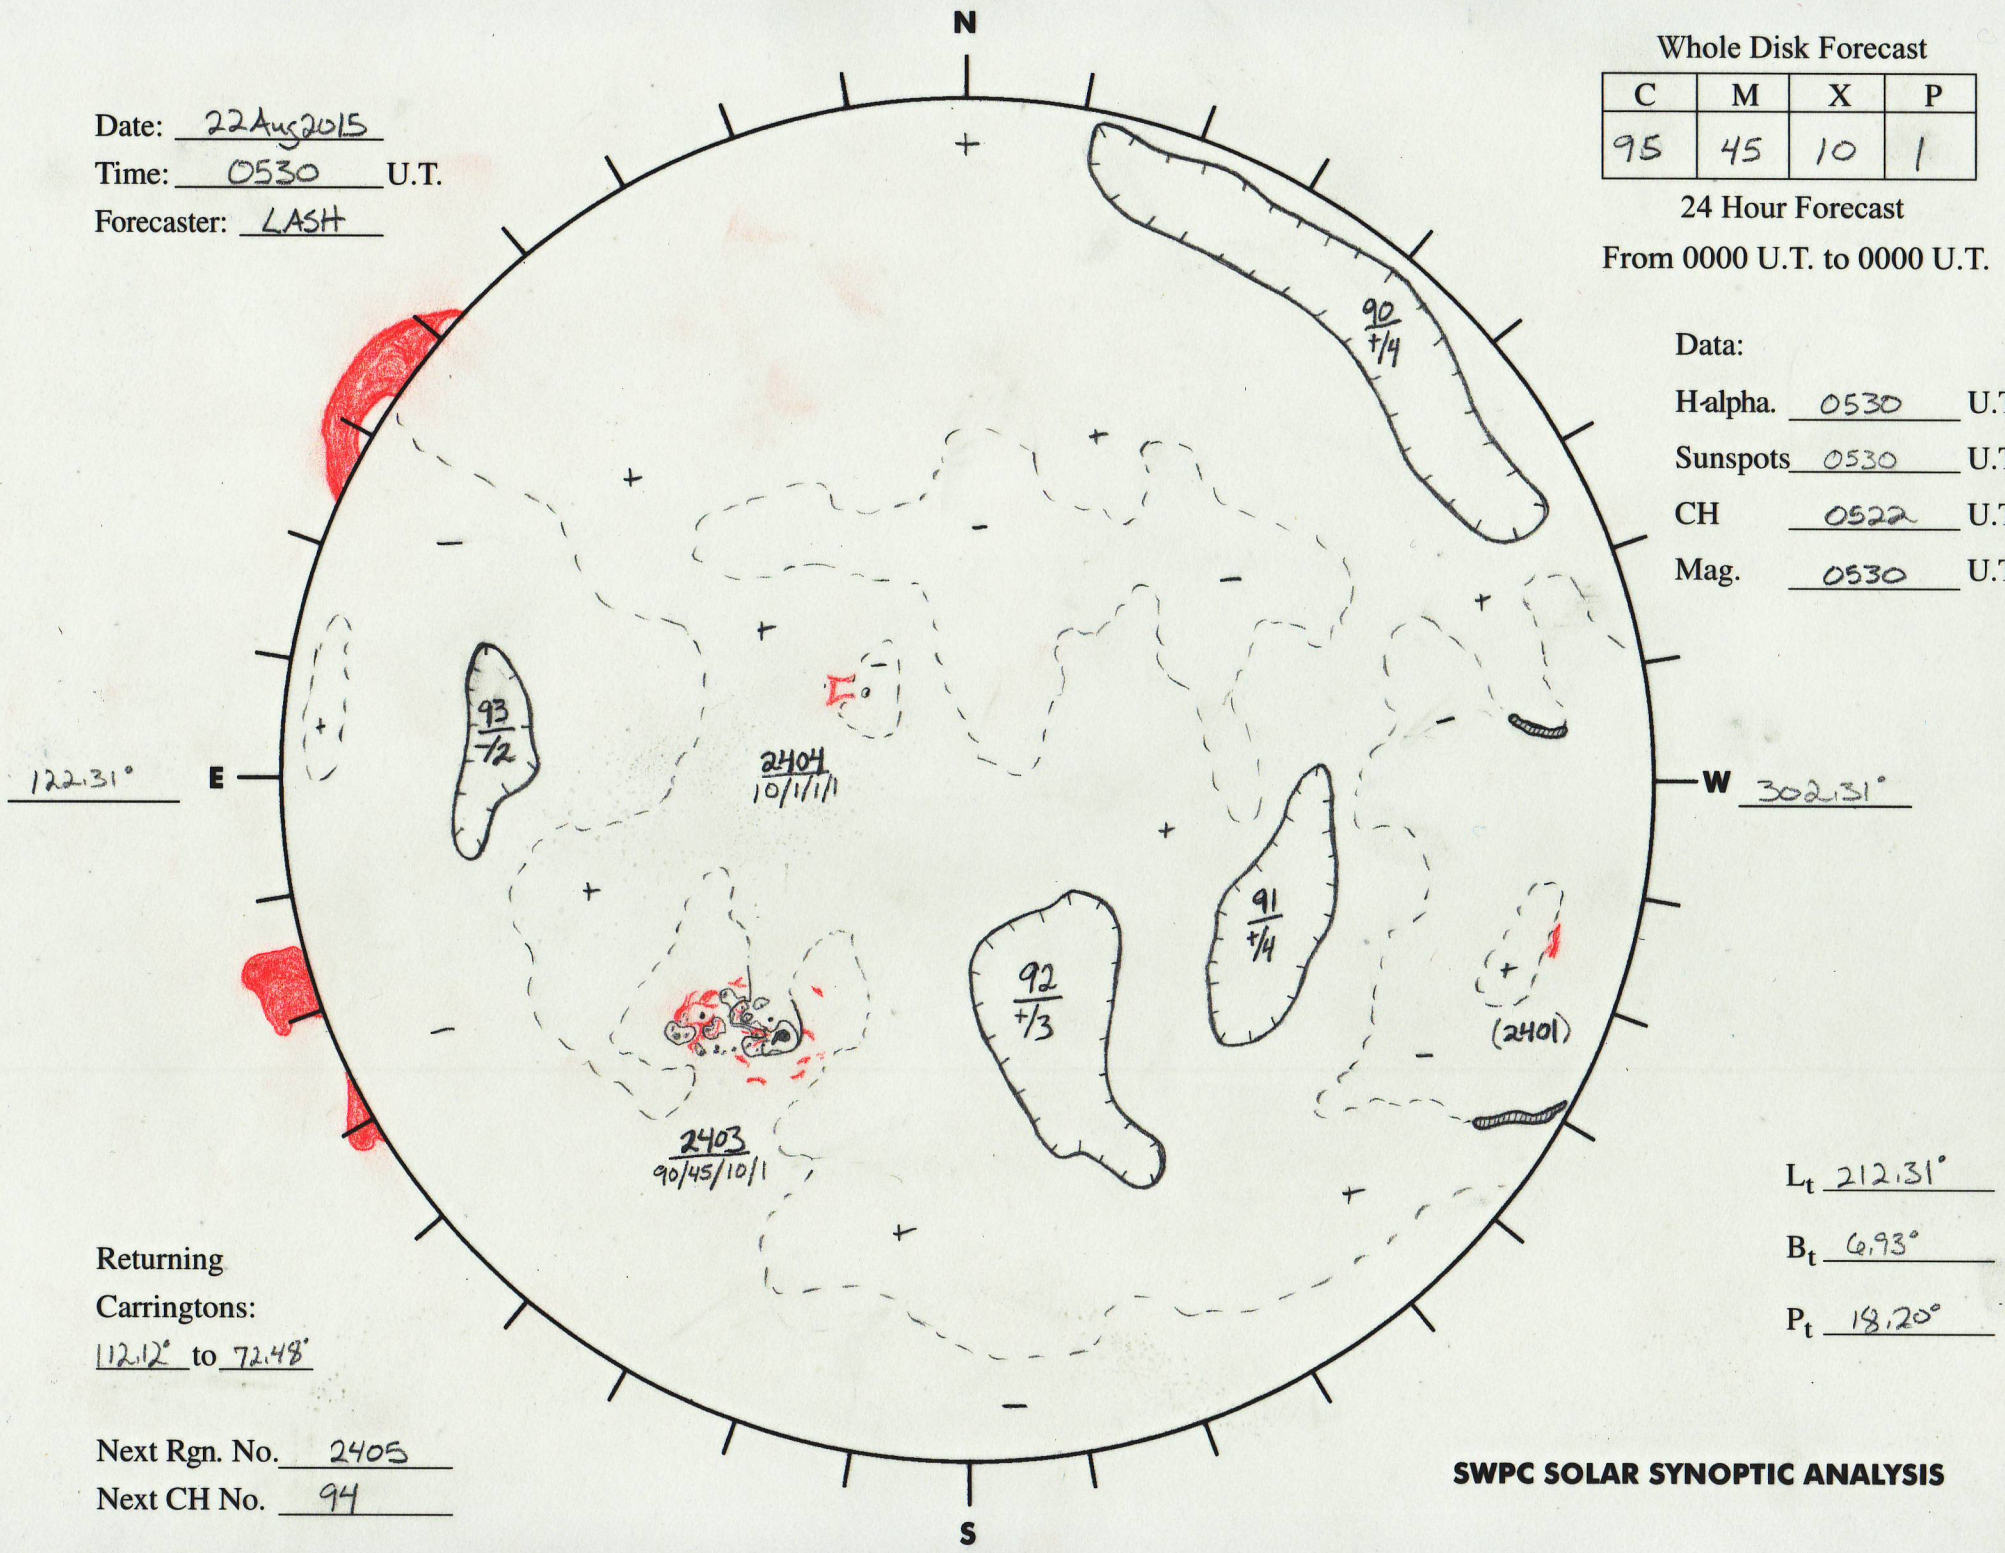 N
Whole Disk Forecast
C M X P
95 45 10 1
24 Hour Forecast
From 0000 U.T. to 0000 U.T.
Date: 22Aug2015
Time: 0530 U.T.
Forecaster: LASH
Data:
H-alpha. 0530 U.T
Sunspots 0530 U.T
CH 0522 U.T
Mag. 0530 U.T
+
90
+/4
+
+
-
-
-
+
+
-
+
93
-/2
-
2404
10/1/1/1
122.31° E
W 302.31°
+
+
91
+/4
92
+/3
+
(2401)
-
-
2403
90/45/10/1
+
+
-
Lt 212.31°
Bt 6.93°
Pt 18.20°
Returning
Carringtons:
112.12° to 72.48°
Next Rgn. No. 2405
Next CH No. 94
SWPC SOLAR SYNOPTIC ANALYSIS
S